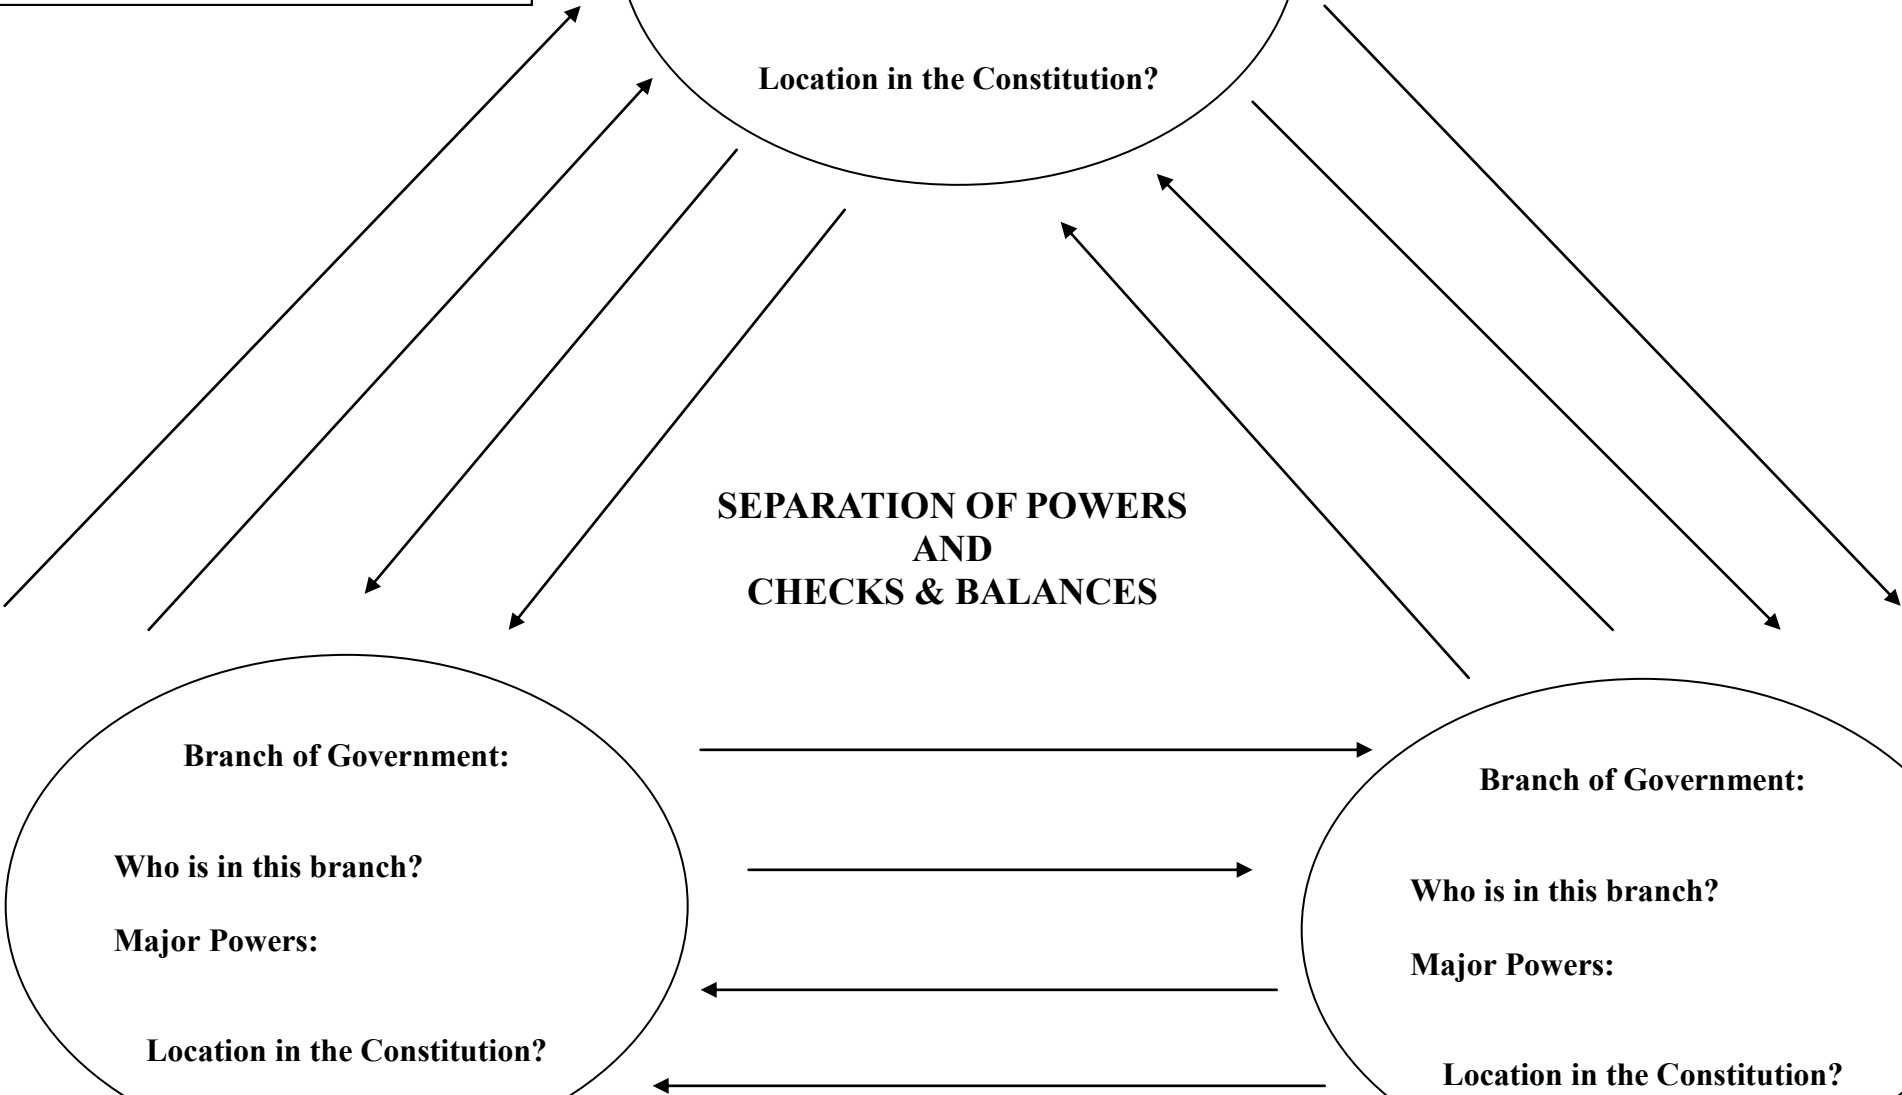 Location in the Constitution?
SEPARATION OF POWERS
AND
CHECKS & BALANCES
Branch of Government:
Who is in this branch?
Major Powers:
Location in the Constitution?
Branch of Government:
Who is in this branch?
Major Powers:
Location in the Constitution?